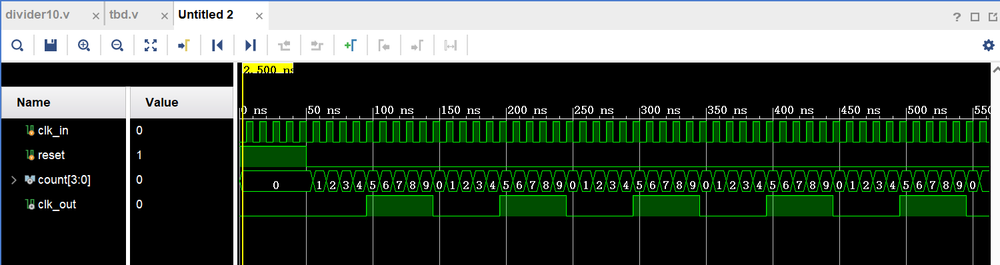 divider10.v × tbd.v × Untitled 2 ×
?
2.500 ns
Name Value
0 ns 50 ns 100 ns 150 ns 200 ns 250 ns 300 ns 350 ns 400 ns 450 ns 500 ns 550
clk_in 0
reset 1
count[3:0] 0 0 1 2 3 4 5 6 7 8 9 0 1 2 3 4 5 6 7 8 9 0 1 2 3 4 5 6 7 8 9 0 1 2 3 4 5 6 7 8 9 0 1 2 3 4 5 6 7 8 9 0
clk_out 0